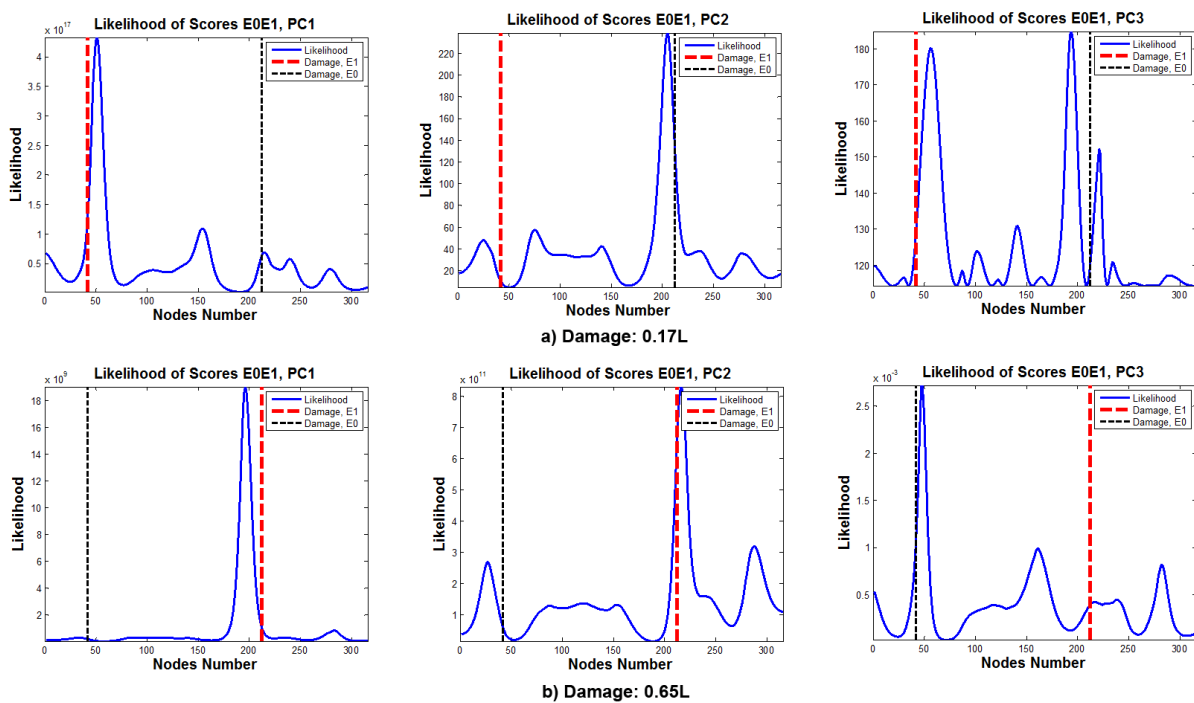 Likelihood of Scores E0E1, PC1
x 10^17
Likelihood
4
3.5
3
2.5
2
1.5
1
0.5
0
50
100
150
200
250
300
Nodes Number
Likelihood
Damage, E1
Damage, E0
Likelihood of Scores E0E1, PC2
Likelihood
220
200
180
160
140
120
100
80
60
40
20
0
50
100
150
200
250
300
Nodes Number
Likelihood
Damage, E1
Damage, E0
Likelihood of Scores E0E1, PC3
Likelihood
180
170
160
150
140
130
120
0
50
100
150
200
250
300
Nodes Number
Likelihood
Damage, E1
Damage, E0
a) Damage: 0.17L
Likelihood of Scores E0E1, PC1
x 10^9
Likelihood
18
16
14
12
10
8
6
4
2
0
50
100
150
200
250
300
Nodes Number
Likelihood
Damage, E1
Damage, E0
Likelihood of Scores E0E1, PC2
x 10^11
Likelihood
8
7
6
5
4
3
2
1
0
50
100
150
200
250
300
Nodes Number
Likelihood
Damage, E1
Damage, E0
Likelihood of Scores E0E1, PC3
x 10^-3
Likelihood
2.5
2
1.5
1
0.5
0
50
100
150
200
250
300
Nodes Number
Likelihood
Damage, E1
Damage, E0
b) Damage: 0.65L